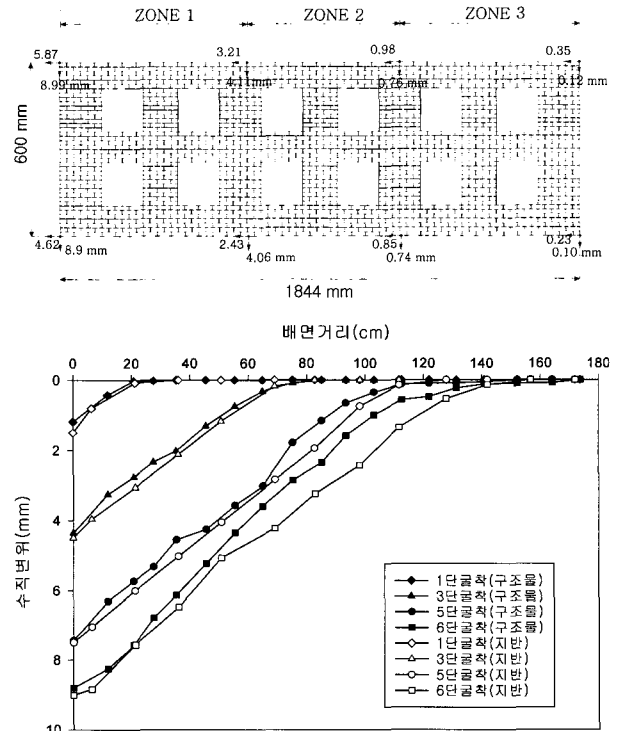 ZONE 1 ZONE 2 ZONE 3
5.87 3.21 0.98 0.35
8.99 mm 4.11 mm 0.76 mm 0.12 mm
600 mm
4.62 2.43 0.85 0.23
8.9 mm 4.06 mm 0.74 mm 0.10 mm
1844 mm
배면거리(cm)
0 20 40 60 80 100 120 140 160 180
0
2
4
6
8
10
수직변위(mm)
1단굴착(구조물)
3단굴착(구조물)
5단굴착(구조물)
6단굴착(구조물)
1단굴착(지반)
3단굴착(지반)
5단굴착(지반)
6단굴착(지반)